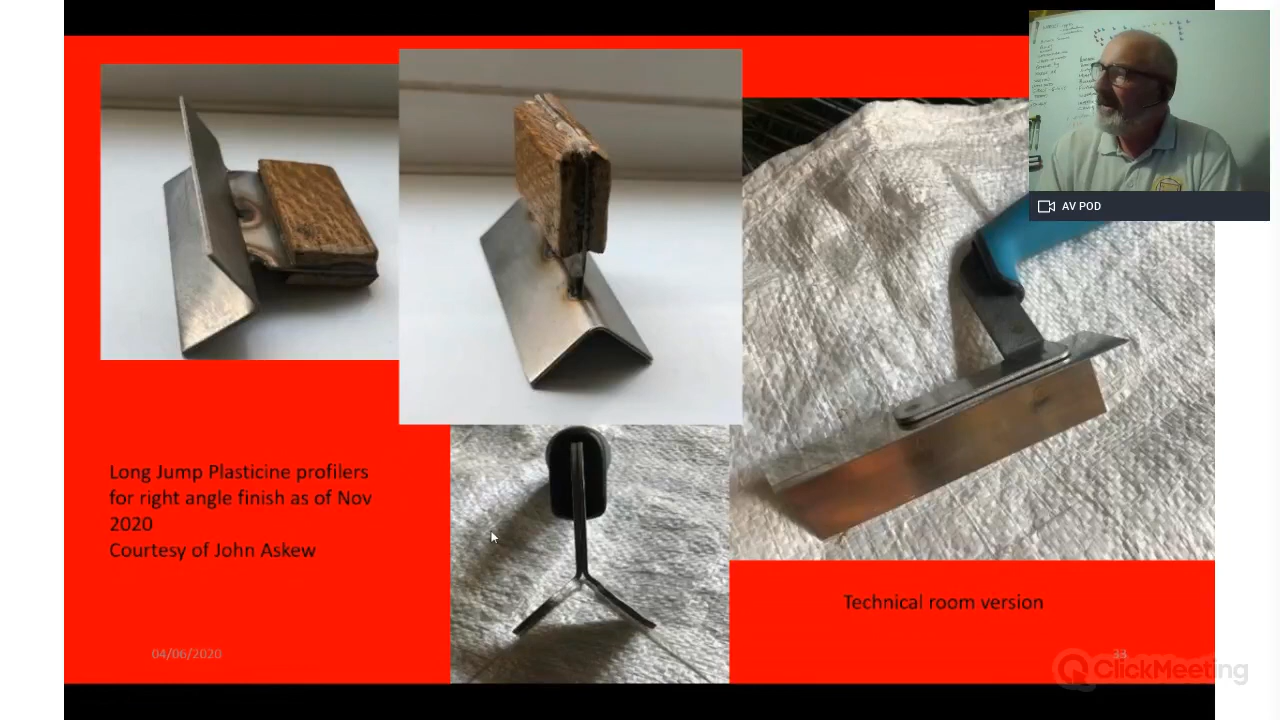 AV POD
Long Jump Plasticine profilers
for right angle finish as of Nov
2020
Courtesy of John Askew
Technical room version
04/06/2020
33
ClickMeeting